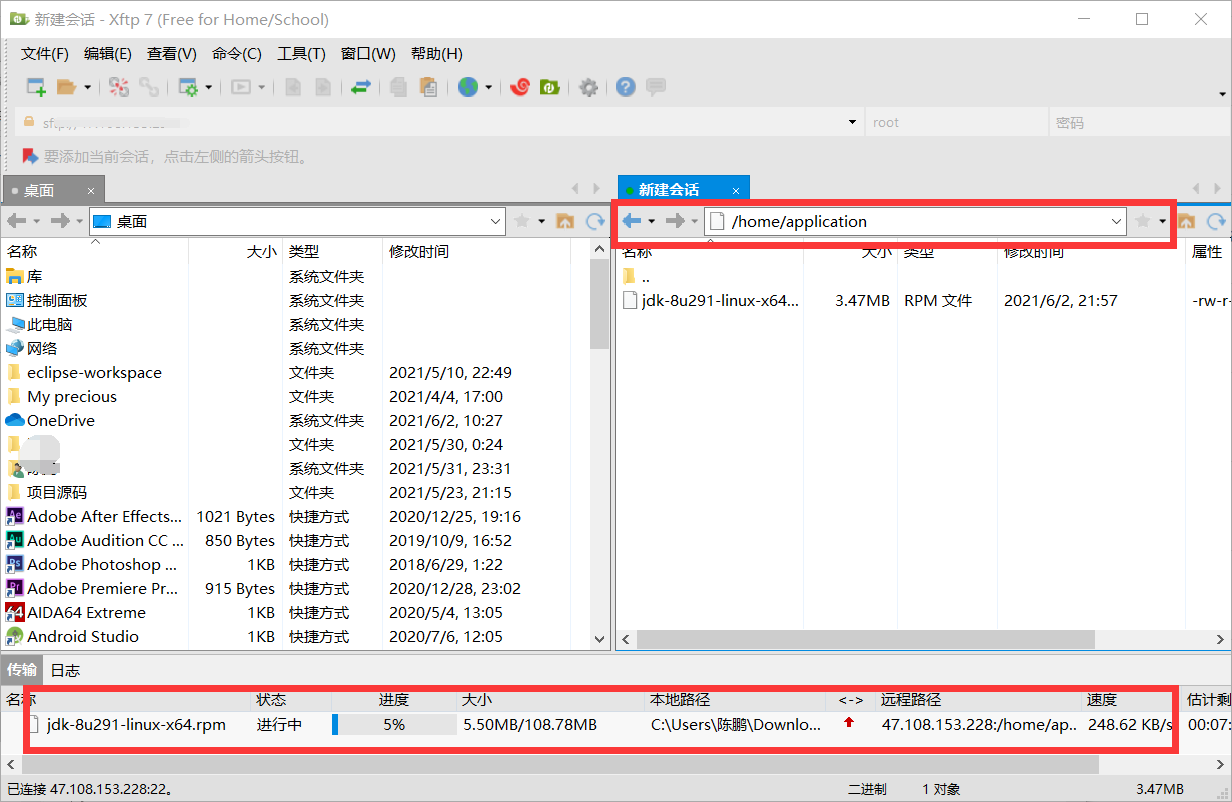 新建会话 - Xftp 7 (Free for Home/School)
文件(F) 编辑(E) 查看(V) 命令(C) 工具(T) 窗口(W) 帮助(H)
root 密码
要添加当前会话，点击左侧的箭头按钮。
桌面 × 新建会话 ×
桌面 /home/application
名称 大小 类型 修改时间 名称 大小 类型 修改时间 属性
库 系统文件夹 ..
控制面板 系统文件夹 jdk-8u291-linux-x64... 3.47MB RPM 文件 2021/6/2, 21:57 -rw-r-
此电脑 系统文件夹
网络 系统文件夹
eclipse-workspace 文件夹 2021/5/10, 22:49
My precious 文件夹 2021/4/4, 17:00
OneDrive 系统文件夹 2021/6/2, 10:27
文件夹 2021/5/30, 0:24
系统文件夹 2021/5/31, 23:31
项目源码 文件夹 2021/5/23, 21:15
Adobe After Effects... 1021 Bytes 快捷方式 2020/12/25, 19:16
Adobe Audition CC ... 850 Bytes 快捷方式 2019/10/9, 16:52
Adobe Photoshop ... 1KB 快捷方式 2018/6/29, 1:22
Adobe Premiere Pr... 915 Bytes 快捷方式 2020/12/28, 23:02
AIDA64 Extreme 1KB 快捷方式 2020/5/4, 13:05
Android Studio 1KB 快捷方式 2020/7/6, 12:05
传输 日志
名称 状态 进度 大小 本地路径 <-> 远程路径 速度 估计剩
jdk-8u291-linux-x64.rpm 进行中 5% 5.50MB/108.78MB C:\Users\陈鹏\Downlo... 47.108.153.228:/home/ap... 248.62 KB/s 00:07:
已连接 47.108.153.228:22。 二进制 1 对象 3.47MB